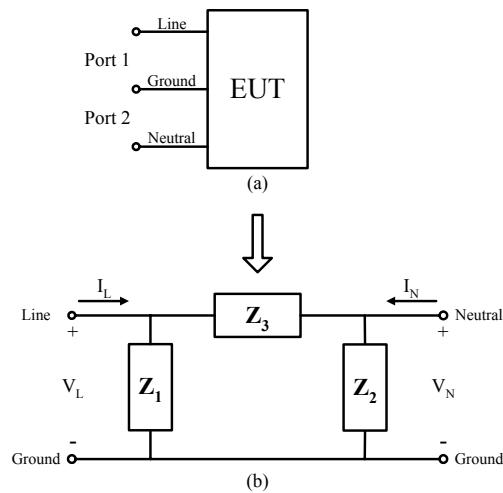 Line
Port 1
Ground
EUT
Port 2
Neutral
(a)
I_L
I_N
Line
Z_3
Neutral
+
+
V_L
Z_1
Z_2
V_N
-
-
Ground
Ground
(b)